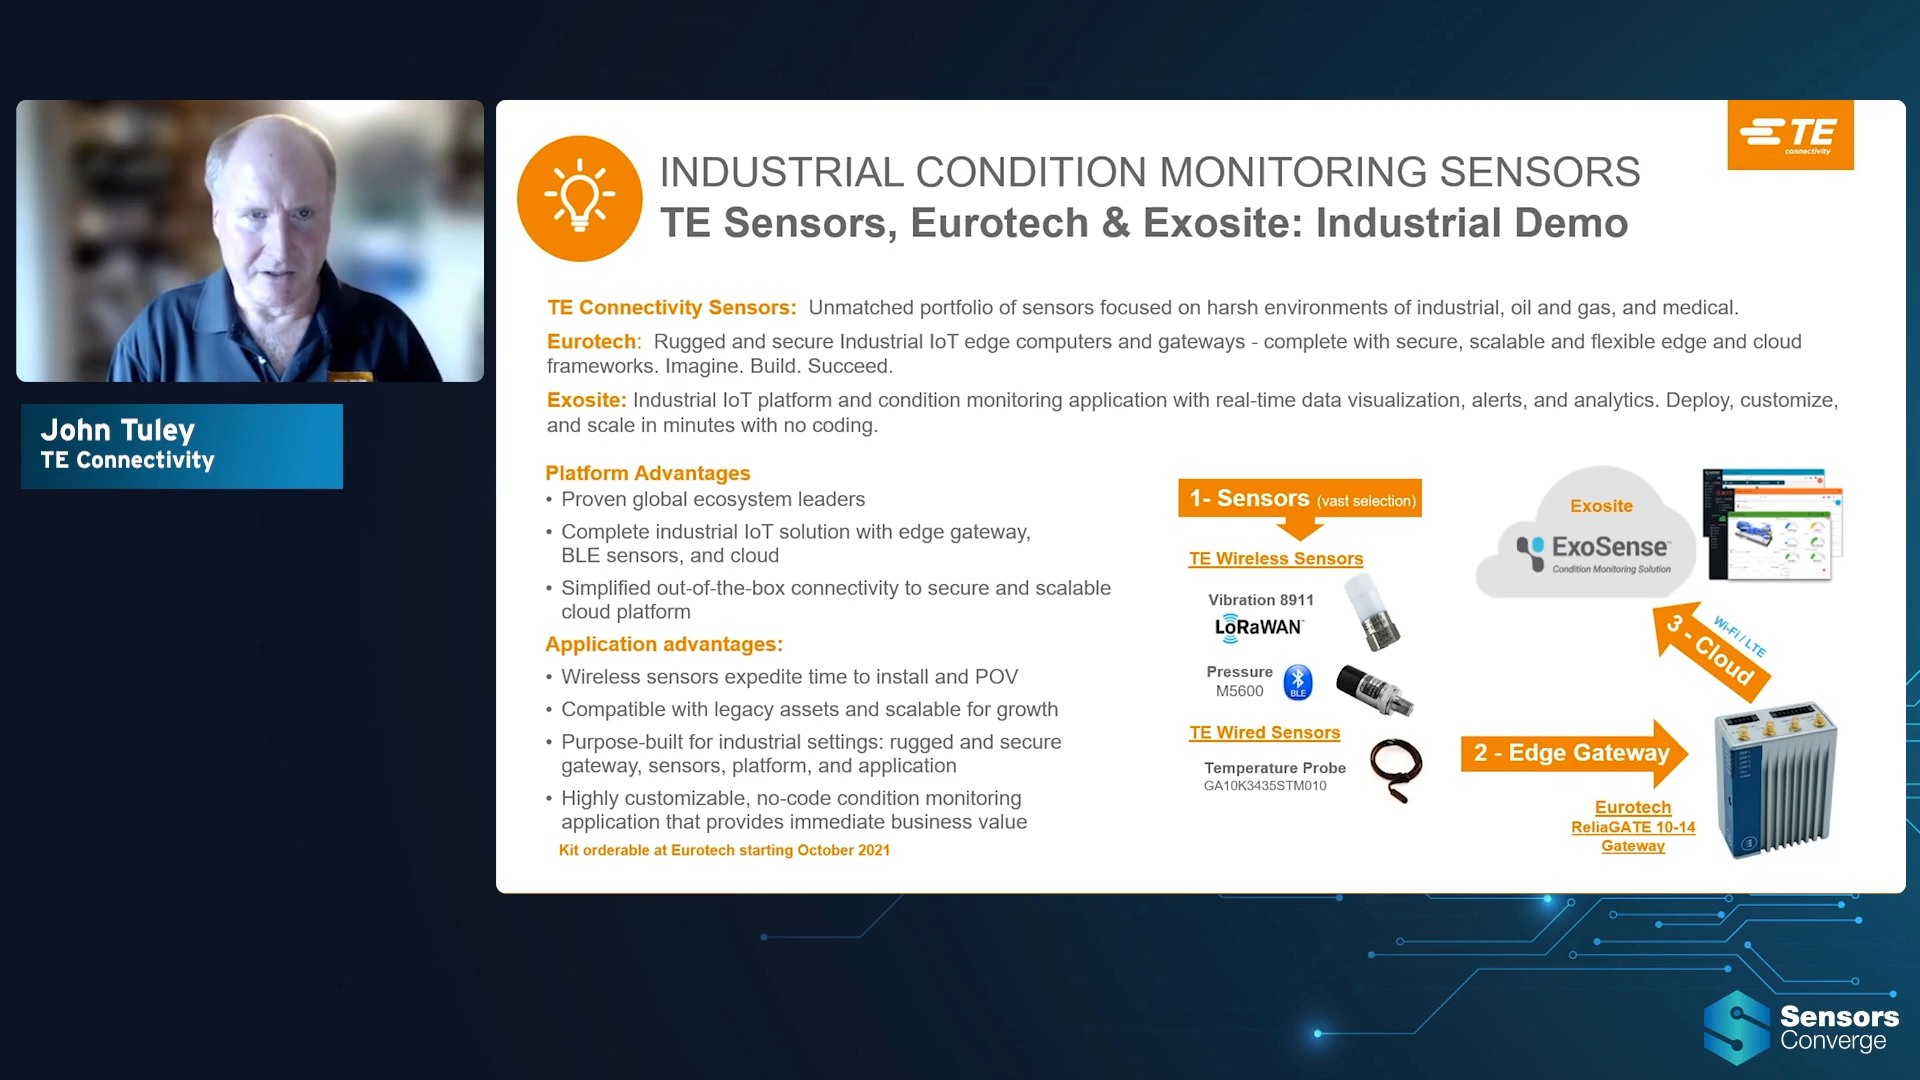 John Tuley
TE Connectivity
TE
connectivity
INDUSTRIAL CONDITION MONITORING SENSORS
TE Sensors, Eurotech & Exosite: Industrial Demo
TE Connectivity Sensors: Unmatched portfolio of sensors focused on harsh environments of industrial, oil and gas, and medical.
Eurotech: Rugged and secure Industrial IoT edge computers and gateways - complete with secure, scalable and flexible edge and cloud
frameworks. Imagine. Build. Succeed.
Exosite: Industrial IoT platform and condition monitoring application with real-time data visualization, alerts, and analytics. Deploy, customize,
and scale in minutes with no coding.
Platform Advantages
• Proven global ecosystem leaders
• Complete industrial IoT solution with edge gateway,
BLE sensors, and cloud
• Simplified out-of-the-box connectivity to secure and scalable
cloud platform
Application advantages:
• Wireless sensors expedite time to install and POV
• Compatible with legacy assets and scalable for growth
• Purpose-built for industrial settings: rugged and secure
gateway, sensors, platform, and application
• Highly customizable, no-code condition monitoring
application that provides immediate business value
Kit orderable at Eurotech starting October 2021
1- Sensors (vast selection)
TE Wireless Sensors
Vibration 8911
LoRaWAN™
Pressure
M5600
BLE
TE Wired Sensors
Temperature Probe
GA10K3435STM010
2 - Edge Gateway
Eurotech
ReliaGATE 10-14
Gateway
3 - Cloud
Wi-Fi / LTE
Exosite
ExoSense™
Condition Monitoring Solution
Sensors
Converge